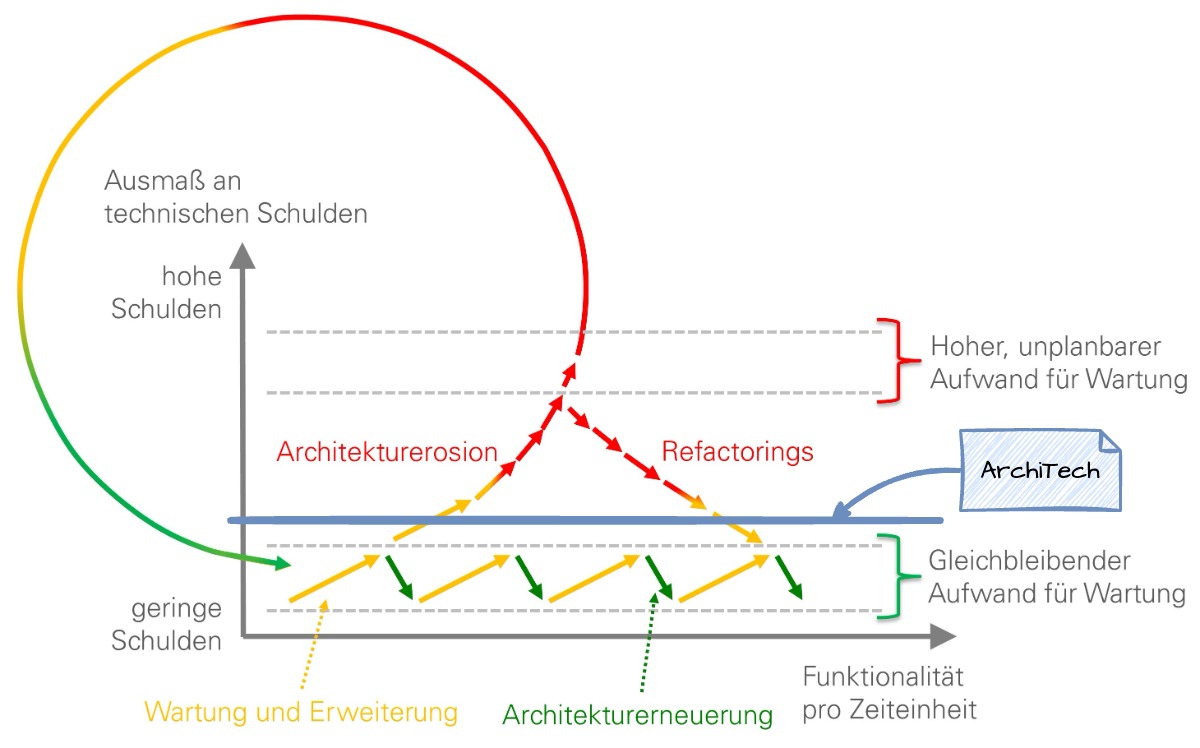 Ausmaß an
technischen Schulden
hohe
Schulden
Hoher, unplanbarer
Aufwand für Wartung
Architekturerosion
Refactorings
ArchiTech
Gleichbleibender
Aufwand für Wartung
geringe
Schulden
Funktionalität
pro Zeiteinheit
Wartung und Erweiterung
Architekturerneuerung